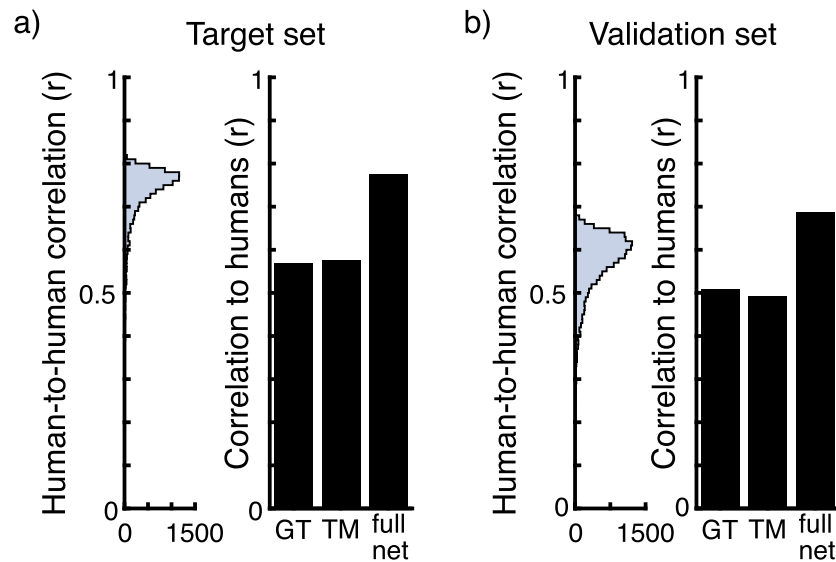 a)
Target set
Human-to-human correlation (r)
1
0.5
0
0 1500
Correlation to humans (r)
1
0
GT TM full
net
b)
Validation set
Human-to-human correlation (r)
1
0.5
0
0 1500
Correlation to humans (r)
1
0
GT TM full
net